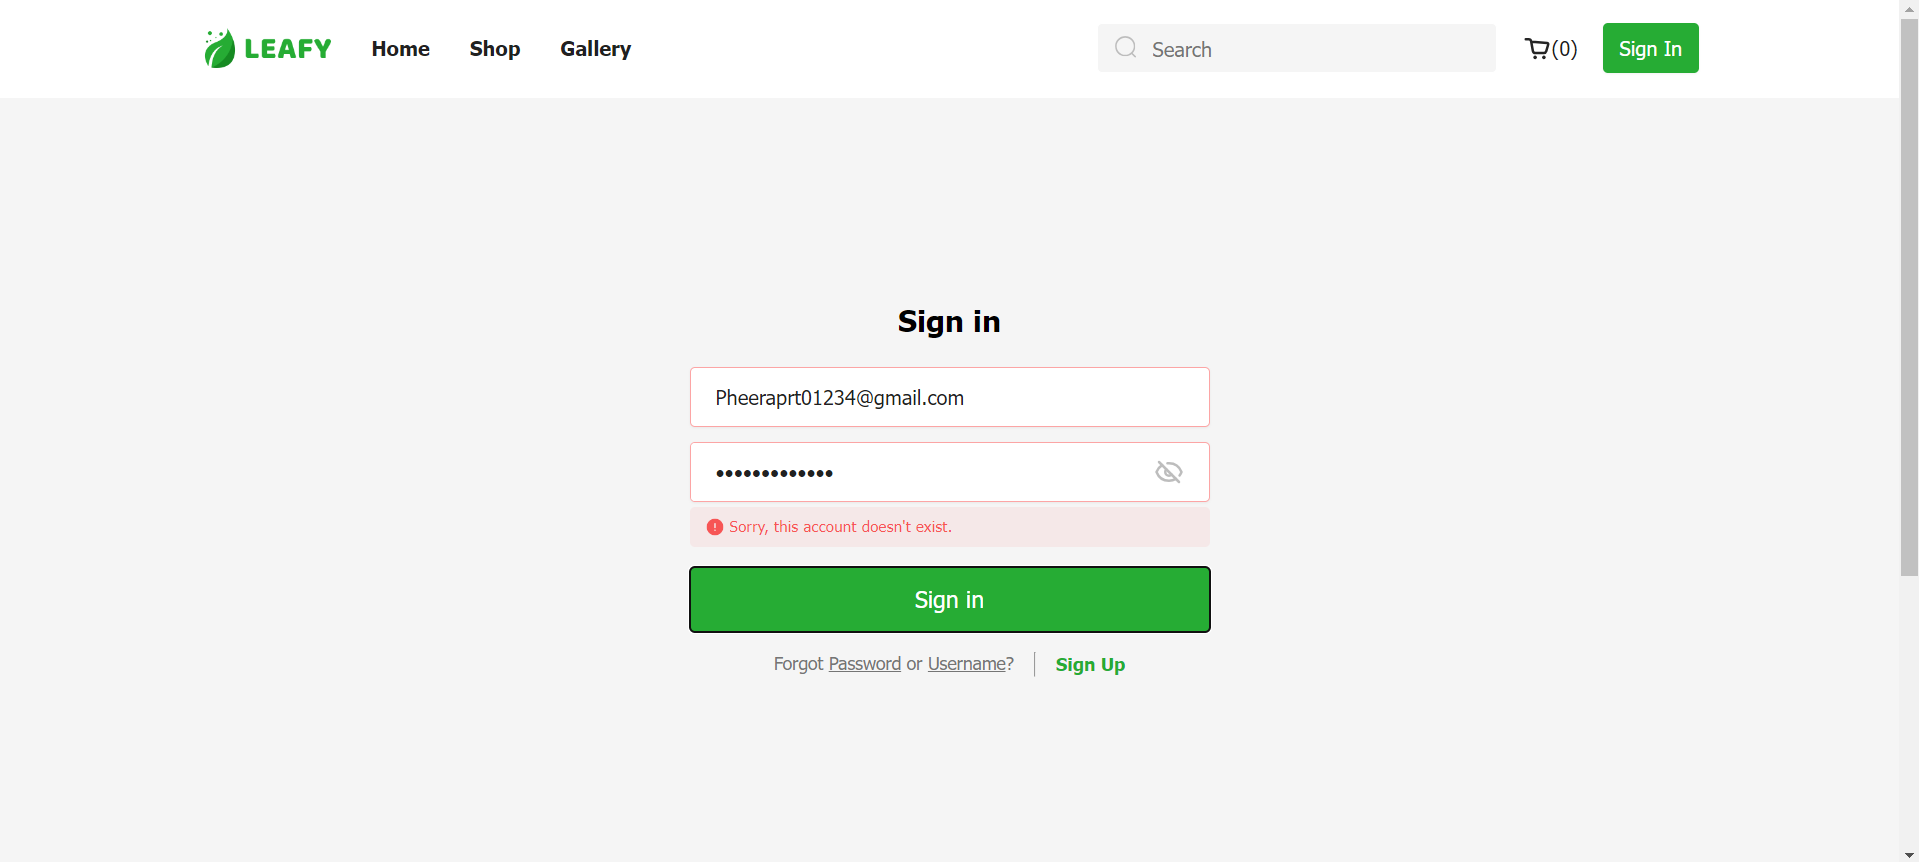 LEAFY Home Shop Gallery Search (0) Sign In
Sign in
Pheeraprt01234@gmail.com
•••••••••••••
Sorry, this account doesn't exist.
Sign in
Forgot Password or Username? Sign Up